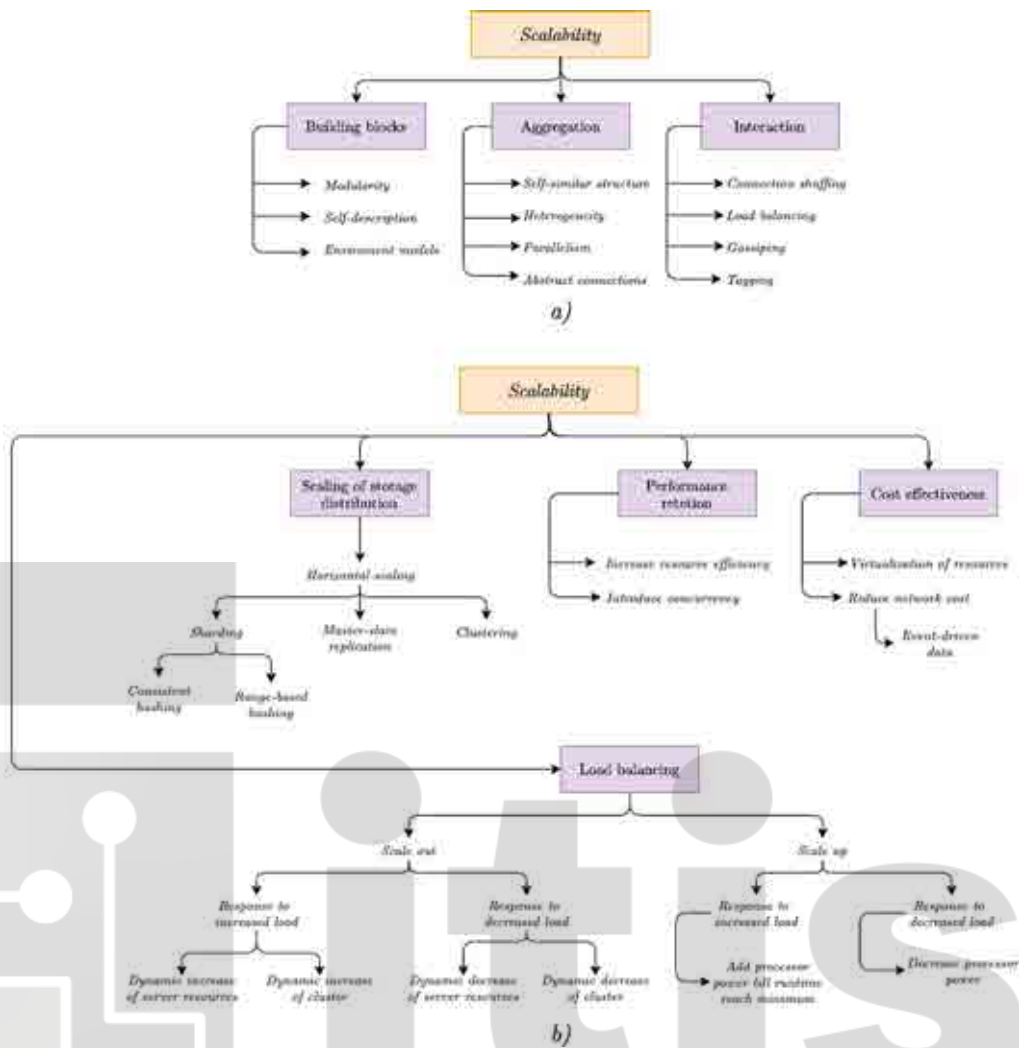 Scalability
Building blocks
Aggregation
Interaction
Modularity
Self-description
Enviroment models
Self-similar structure
Heterogeneity
Parallelism
Abstract connections
Connection shuffling
Load balancing
Gossiping
Tagging
a)
Scalability
Scaling of storage
distribution
Performance
Cost effectiveness
Horizontal scaling
Sharding
Master-slave
replication
Clustering
Consistent
hashing
Range-based
hashing
Increase resource efficiency
Introduce concurrency
Virtualization of resources
Reduce network cost
Event-driven
data
Load balancing
Scale out
Scale up
Response to
increased load
Response to
decreased load
Response to
increased load
Response to
decreased load
Dynamic increase
of server resources
Dynamic increase
of cluster
Dynamic decrease
of server resources
Dynamic decrease
of cluster
Add processor
power till runtime
reach minimum
Decrease processor
power
b)
itis